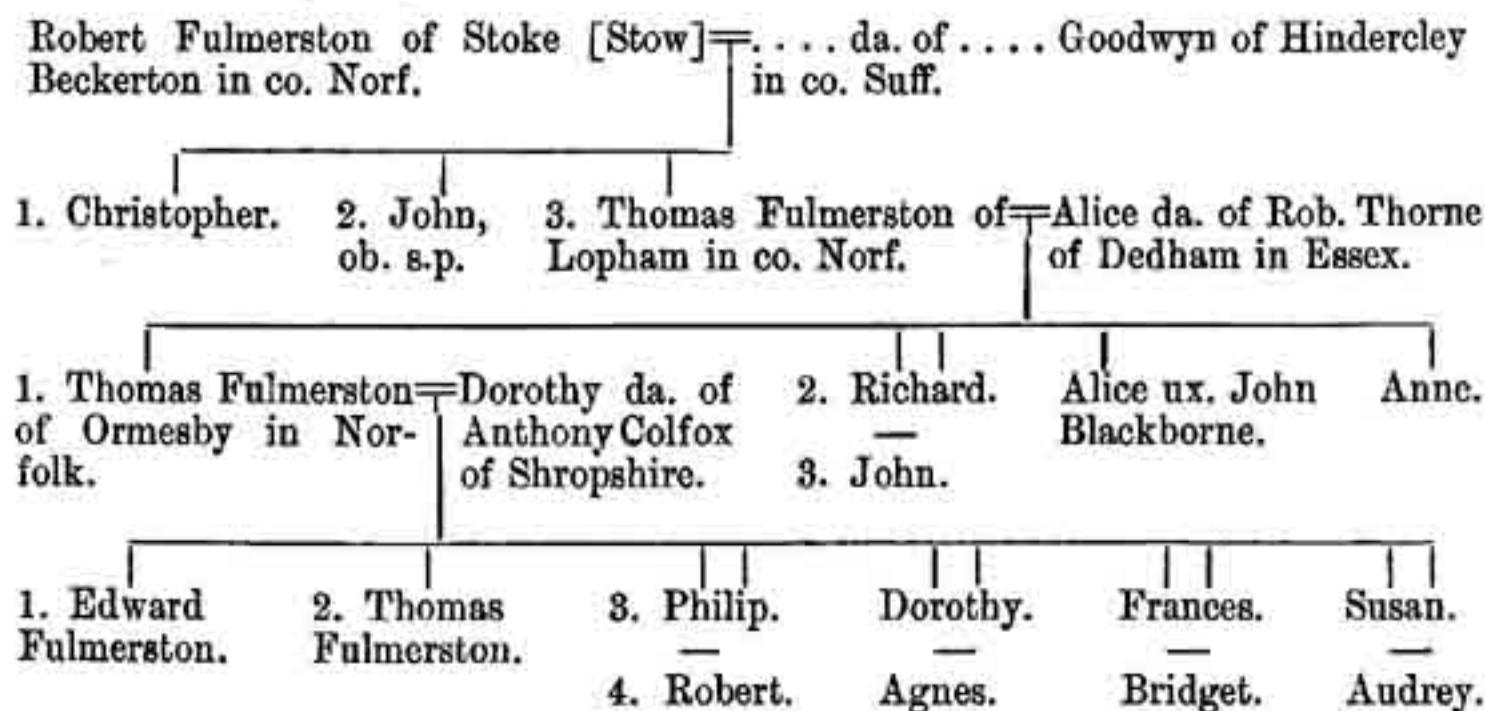 Robert Fulmerston of Stoke [Stow]=. . . . da. of . . . . Goodwyn of Hindercley
Beckerton in co. Norf. in co. Suff.
1. Christopher. 2. John, 3. Thomas Fulmerston of=Alice da. of Rob. Thorne
ob. s.p. Lopham in co. Norf. of Dedham in Essex.
1. Thomas Fulmerston=Dorothy da. of 2. Richard. Alice ux. John Anne.
of Ormesby in Nor- Anthony Colfox — Blackborne.
folk. of Shropshire. 3. John.
1. Edward 2. Thomas 3. Philip. Dorothy. Frances. Susan.
Fulmerston. Fulmerston. — — — —
4. Robert. Agnes. Bridget. Audrey.